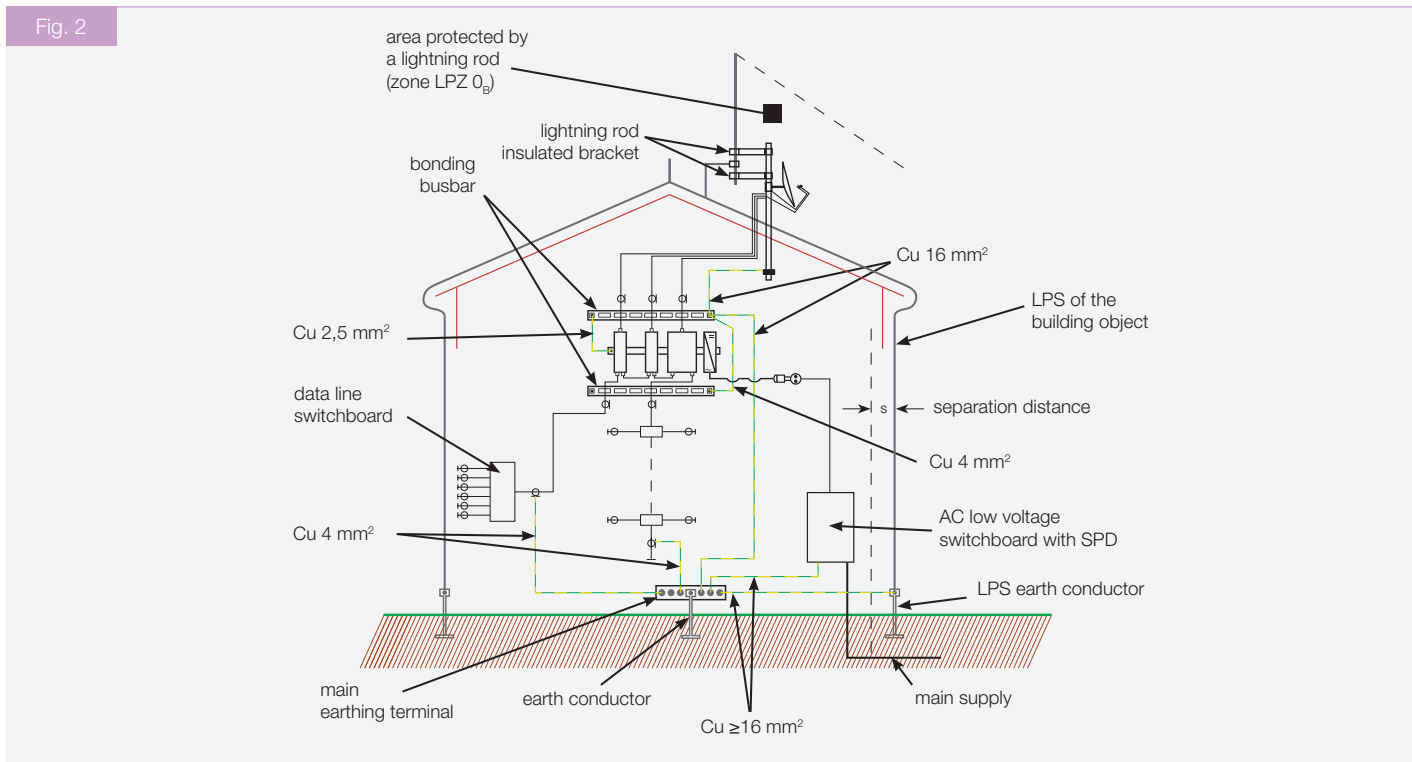 Fig. 2
area protected by
a lightning rod
(zone LPZ 0B)
lightning rod
insulated bracket
bonding
busbar
Cu 16 mm²
LPS of the
building object
Cu 2,5 mm²
data line
switchboard
s
separation distance
Cu 4 mm²
AC low voltage
switchboard with SPD
Cu 4 mm²
LPS earth conductor
main
earthing terminal
earth conductor
main supply
Cu ≥16 mm²